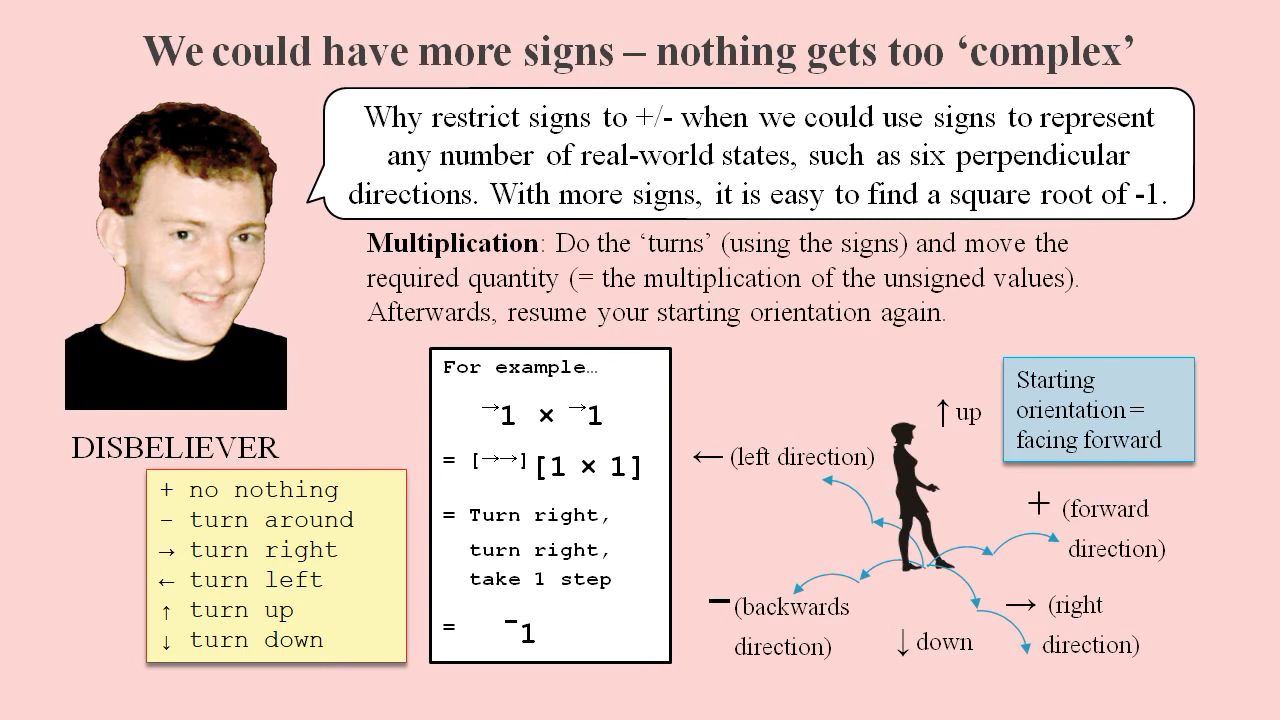 We could have more signs – nothing gets too ‘complex’
Why restrict signs to +/- when we could use signs to represent
any number of real-world states, such as six perpendicular
directions. With more signs, it is easy to find a square root of -1.
Multiplication: Do the ‘turns’ (using the signs) and move the
required quantity (= the multiplication of the unsigned values).
Afterwards, resume your starting orientation again.
DISBELIEVER
+ no nothing
− turn around
→ turn right
← turn left
↑ turn up
↓ turn down
For example…
→1 × →1
= [→→][1 × 1]
= Turn right,
turn right,
take 1 step
= −1
Starting
orientation =
facing forward
↑ up
← (left direction)
+ (forward
direction)
− (backwards
direction)
→ (right
direction)
↓ down